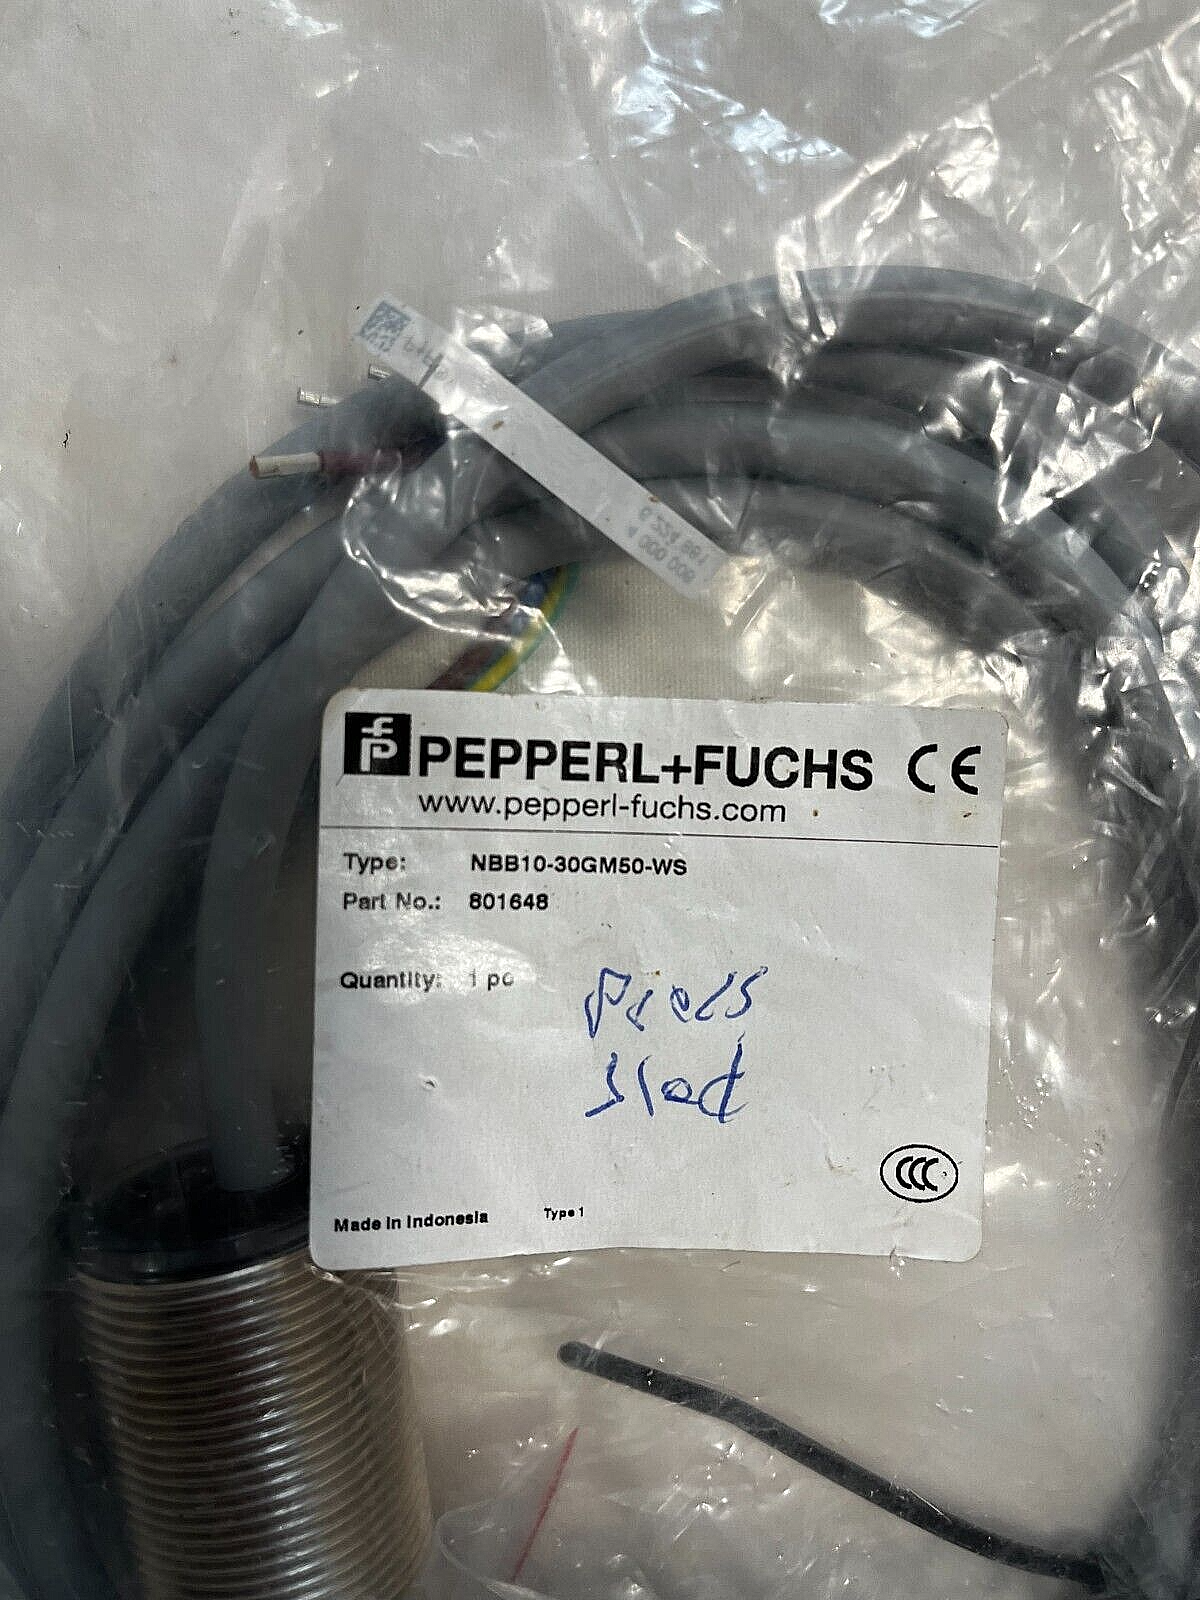 PEPPERL+FUCHS CE
www.pepperl-fuchs.com
Type: NBB10-30GM50-WS
Part No.: 801648
Quantity: 1 pc
CCC
Made in Indonesia Type 1